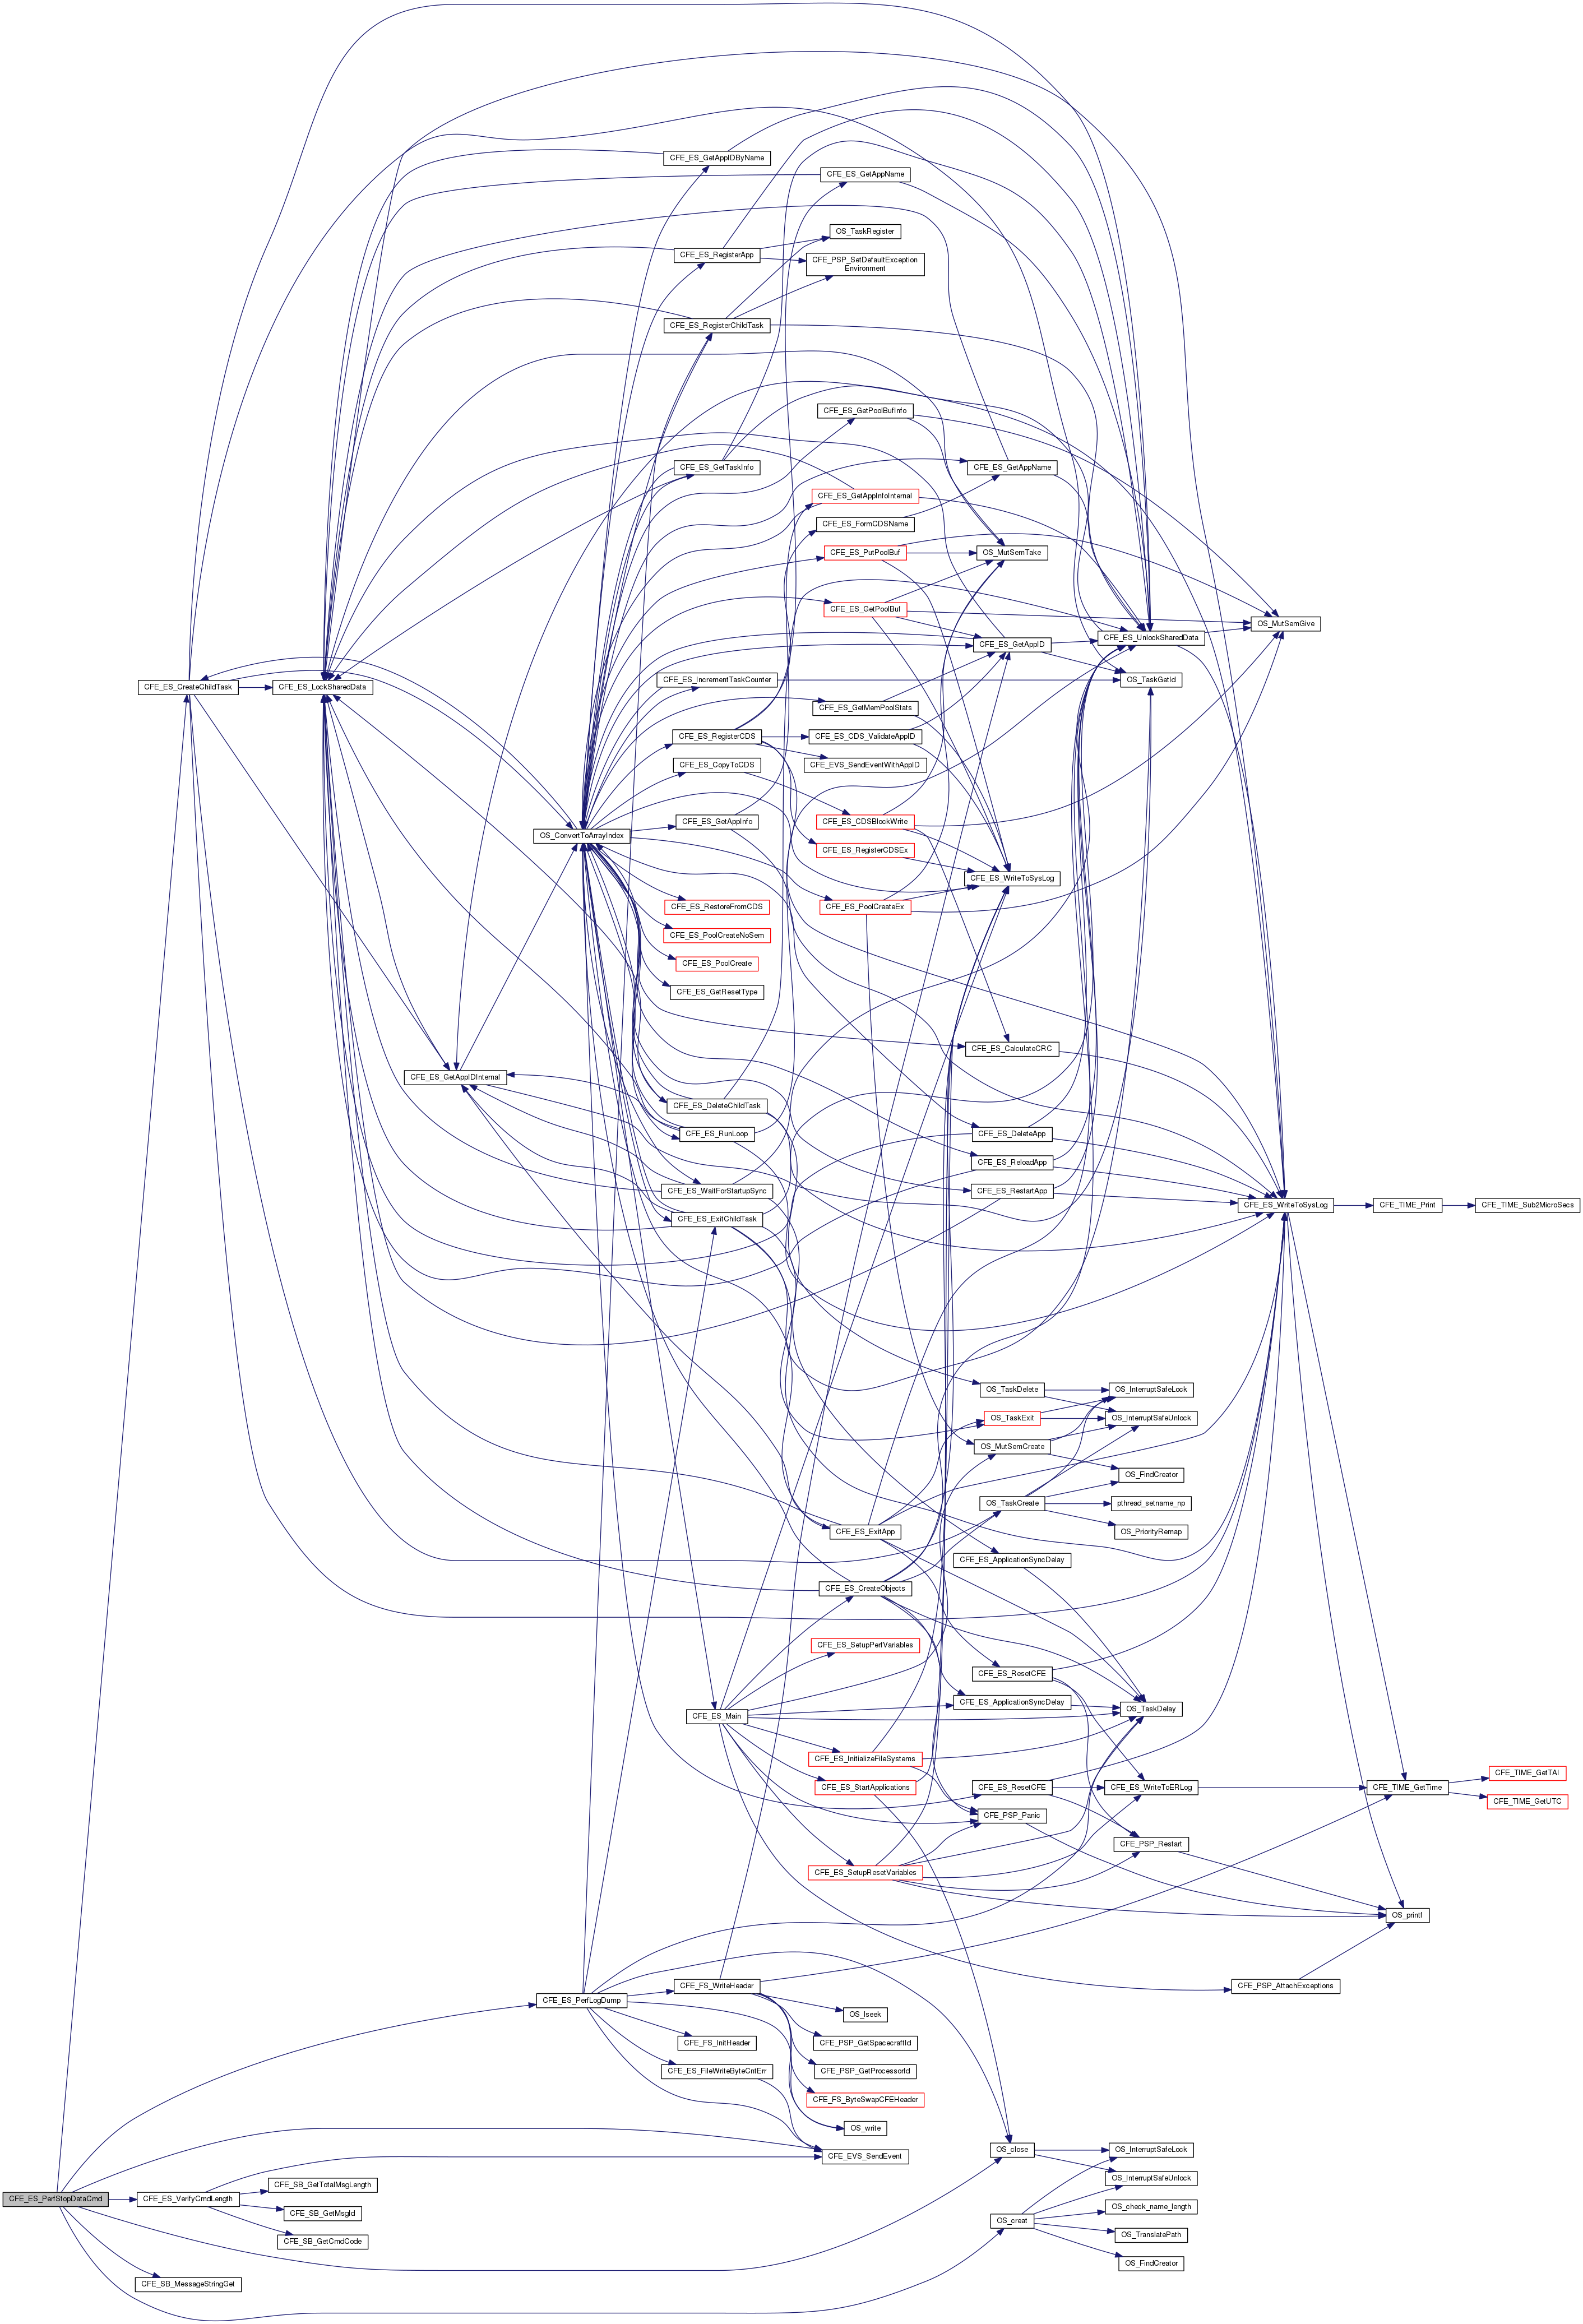 CFE_ES_GetAppIDByName
CFE_ES_GetAppName
OS_TaskRegister
CFE_ES_RegisterApp
CFE_PSP_SetDefaultException
Environment
CFE_ES_RegisterChildTask
CFE_ES_GetPoolBufInfo
CFE_ES_GetTaskInfo
CFE_ES_GetAppName
CFE_ES_GetAppInfoInternal
CFE_ES_FormCDSName
CFE_ES_PutPoolBuf
OS_MutSemTake
CFE_ES_GetPoolBuf
OS_MutSemGive
CFE_ES_GetAppID
CFE_ES_UnlockSharedData
CFE_ES_CreateChildTask
CFE_ES_LockSharedData
CFE_ES_IncrementTaskCounter
OS_TaskGetId
CFE_ES_GetMemPoolStats
CFE_ES_RegisterCDS
CFE_ES_CDS_ValidateAppID
CFE_ES_CopyToCDS
CFE_EVS_SendEventWithAppID
CFE_ES_GetAppInfo
CFE_ES_CDSBlockWrite
OS_ConvertToArrayIndex
CFE_ES_RegisterCDSEx
CFE_ES_WriteToSysLog
CFE_ES_RestoreFromCDS
CFE_ES_PoolCreateEx
CFE_ES_PoolCreateNoSem
CFE_ES_PoolCreate
CFE_ES_GetResetType
CFE_ES_CalculateCRC
CFE_ES_GetAppIDInternal
CFE_ES_DeleteChildTask
CFE_ES_RunLoop
CFE_ES_DeleteApp
CFE_ES_ReloadApp
CFE_ES_WaitForStartupSync
CFE_ES_RestartApp
CFE_ES_WriteToSysLog
CFE_TIME_Print
CFE_TIME_Sub2MicroSecs
CFE_ES_ExitChildTask
OS_TaskDelete
OS_InterruptSafeLock
OS_TaskExit
OS_InterruptSafeUnlock
OS_MutSemCreate
OS_FindCreator
OS_TaskCreate
pthread_setname_np
CFE_ES_ExitApp
OS_PriorityRemap
CFE_ES_ApplicationSyncDelay
CFE_ES_CreateObjects
CFE_ES_SetupPerfVariables
CFE_ES_ResetCFE
CFE_ES_ApplicationSyncDelay
OS_TaskDelay
CFE_ES_Main
CFE_ES_InitializeFileSystems
CFE_ES_StartApplications
CFE_ES_ResetCFE
CFE_ES_WriteToERLog
CFE_TIME_GetTime
CFE_TIME_GetTAI
CFE_TIME_GetUTC
CFE_PSP_Panic
CFE_PSP_Restart
CFE_ES_SetupResetVariables
OS_printf
CFE_PSP_AttachExceptions
CFE_FS_WriteHeader
CFE_ES_PerfLogDump
OS_lseek
CFE_FS_InitHeader
CFE_PSP_GetSpacecraftId
CFE_ES_FileWriteByteCntErr
CFE_PSP_GetProcessorId
CFE_FS_ByteSwapCFEHeader
OS_write
CFE_EVS_SendEvent
OS_close
OS_InterruptSafeLock
OS_InterruptSafeUnlock
CFE_ES_PerfStopDataCmd
CFE_ES_VerifyCmdLength
CFE_SB_GetTotalMsgLength
CFE_SB_GetMsgId
CFE_SB_GetCmdCode
OS_check_name_length
OS_creat
OS_TranslatePath
OS_FindCreator
CFE_SB_MessageStringGet